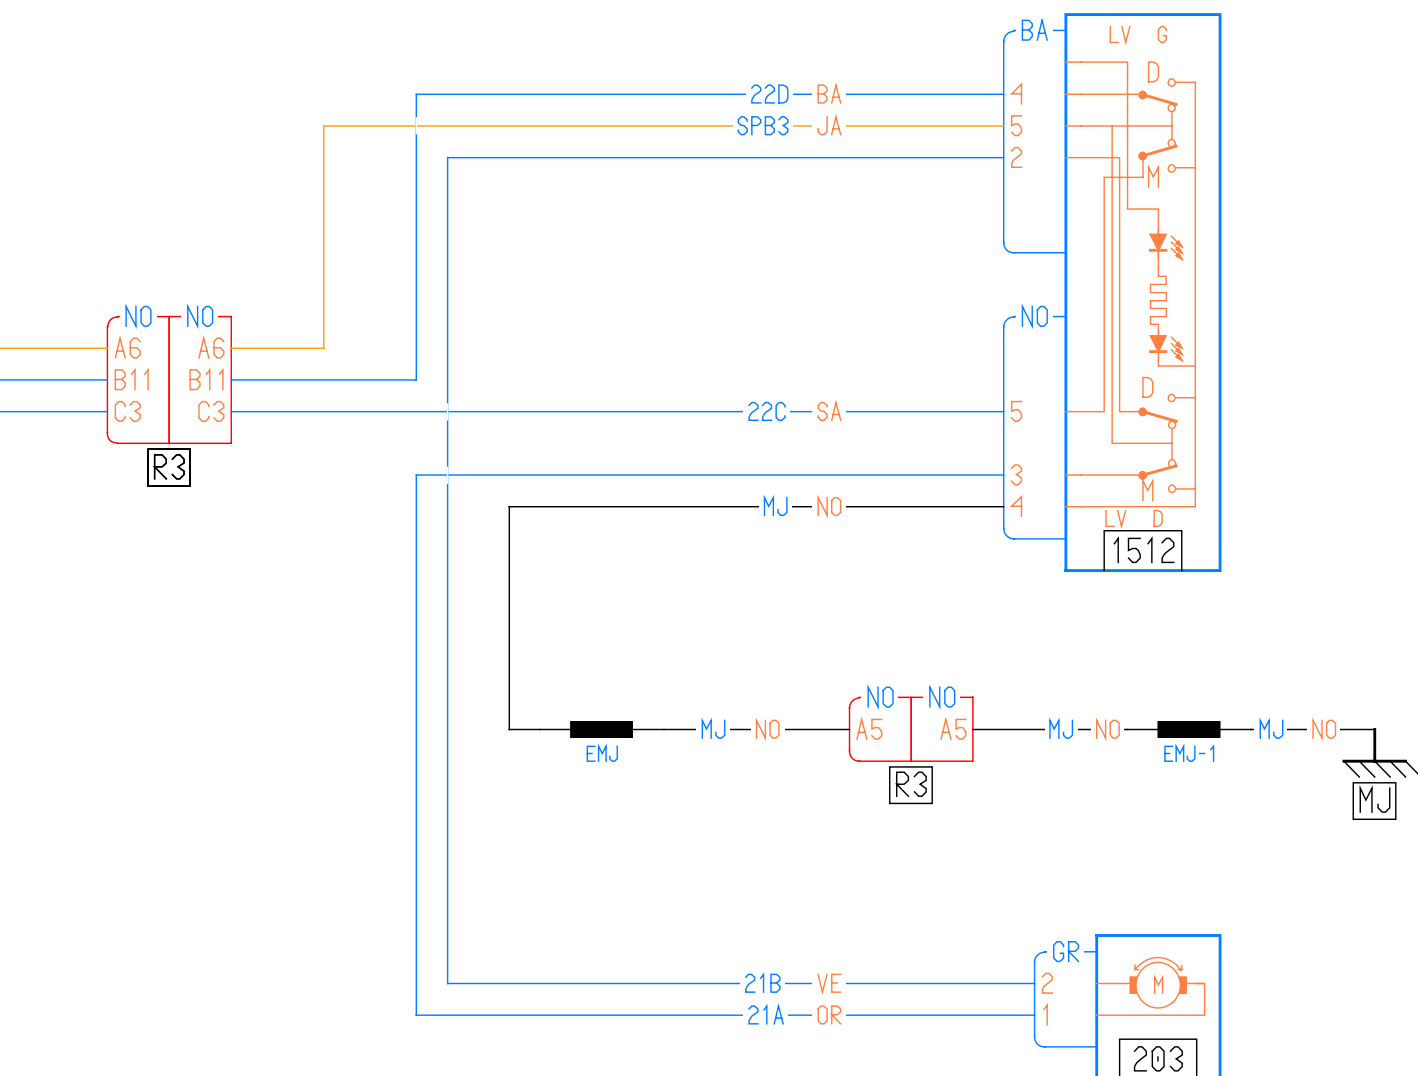 BA LV G
D
22D BA 4
SPB3 JA 5
2
M
NO NO NO
A6 A6
B11 B11
D
C3 C3 22C SA 5
R3
3
M
MJ NO 4
LV D
1512
NO NO
MJ NO A5 A5 MJ NO MJ NO
EMJ EMJ-1
R3
MJ
GR
21B VE 2 M
21A OR 1
203